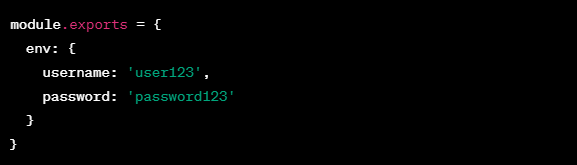 module.exports = {
  env: {
    username: 'user123',
    password: 'password123'
  }
}